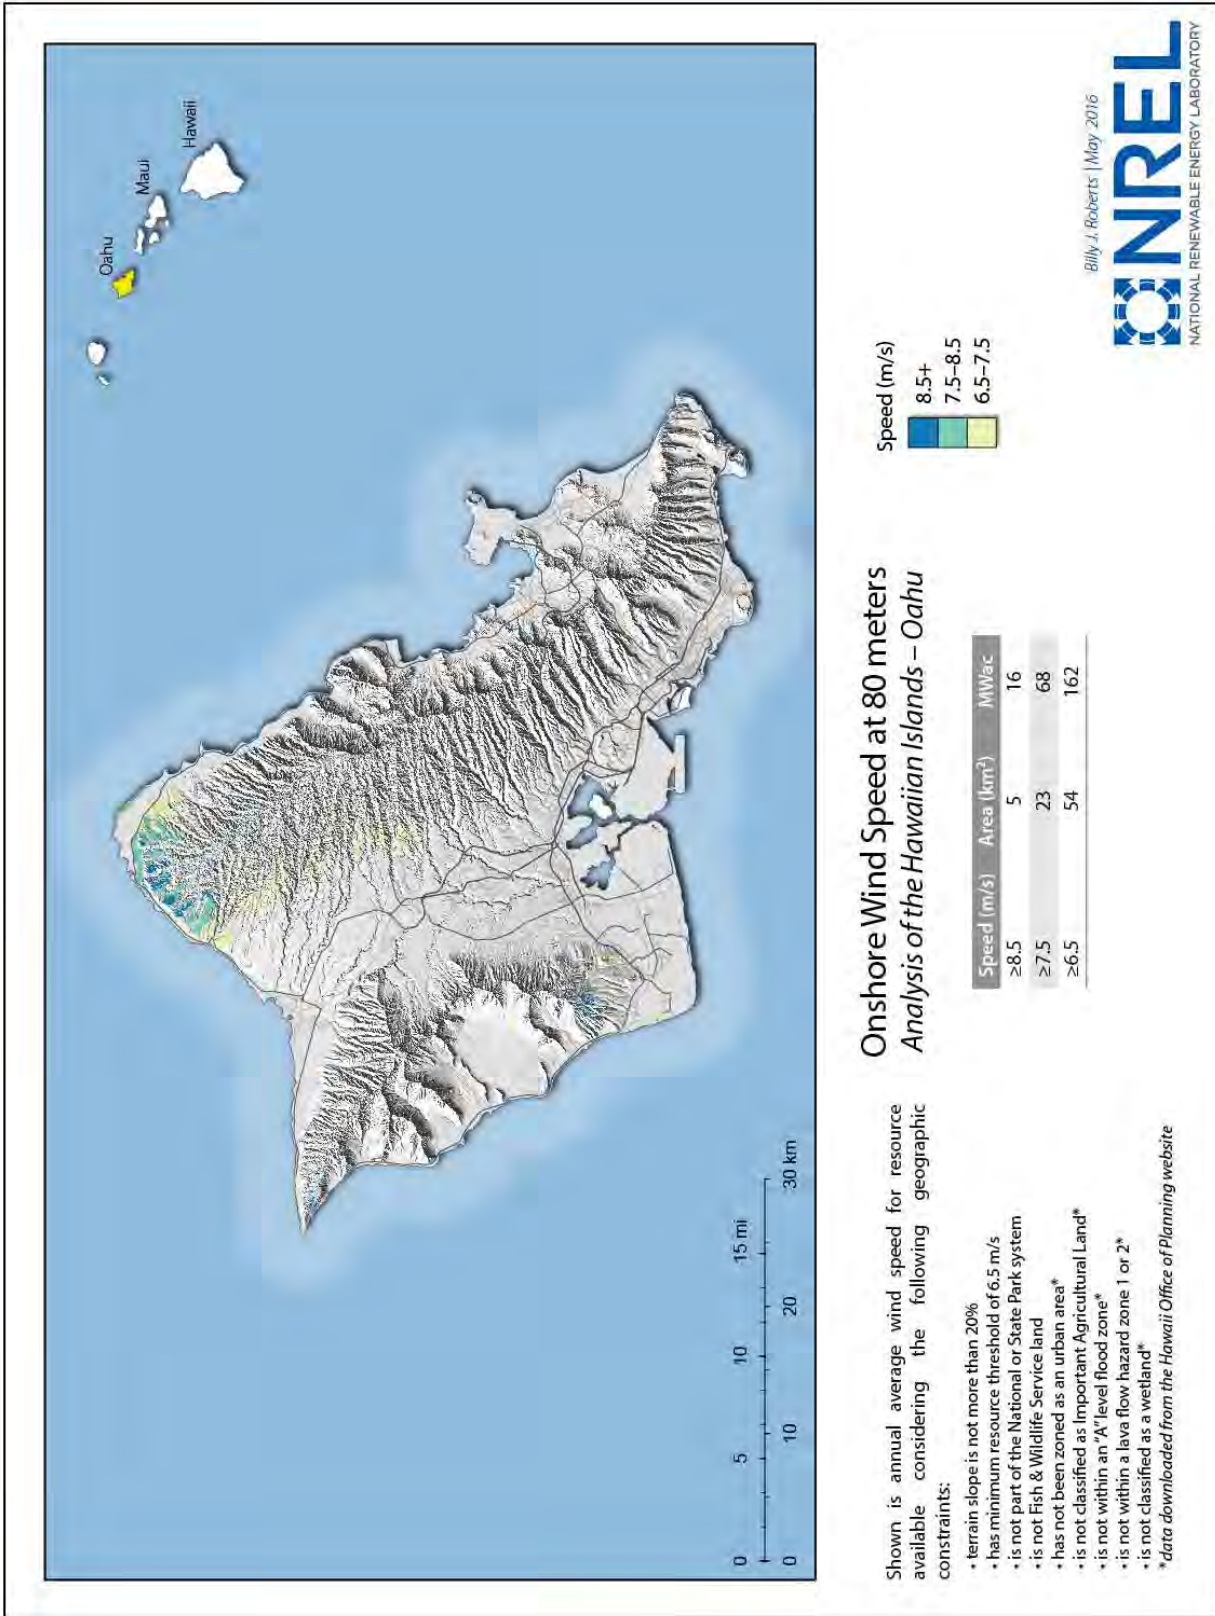 Oahu
Maui
Hawaii
0 5 10 15 mi
0 10 20 30 km
Shown is annual average wind speed for resource
available considering the following geographic
constraints:
• terrain slope is not more than 20%
• has minimum resource threshold of 6.5 m/s
• is not part of the National or State Park system
• is not Fish & Wildlife Service land
• has not been zoned as an urban area*
• is not classified as Important Agricultural Land*
• is not within an "A" level flood zone*
• is not within a lava flow hazard zone 1 or 2*
• is not classified as a wetland*
*data downloaded from the Hawaii Office of Planning website
Onshore Wind Speed at 80 meters
Analysis of the Hawaiian Islands – Oahu
Speed (m/s) Area (km²) MWac
≥8.5 5 16
≥7.5 23 68
≥6.5 54 162
Speed (m/s)
8.5+
7.5–8.5
6.5–7.5
Billy J. Roberts | May 2016
NREL
NATIONAL RENEWABLE ENERGY LABORATORY